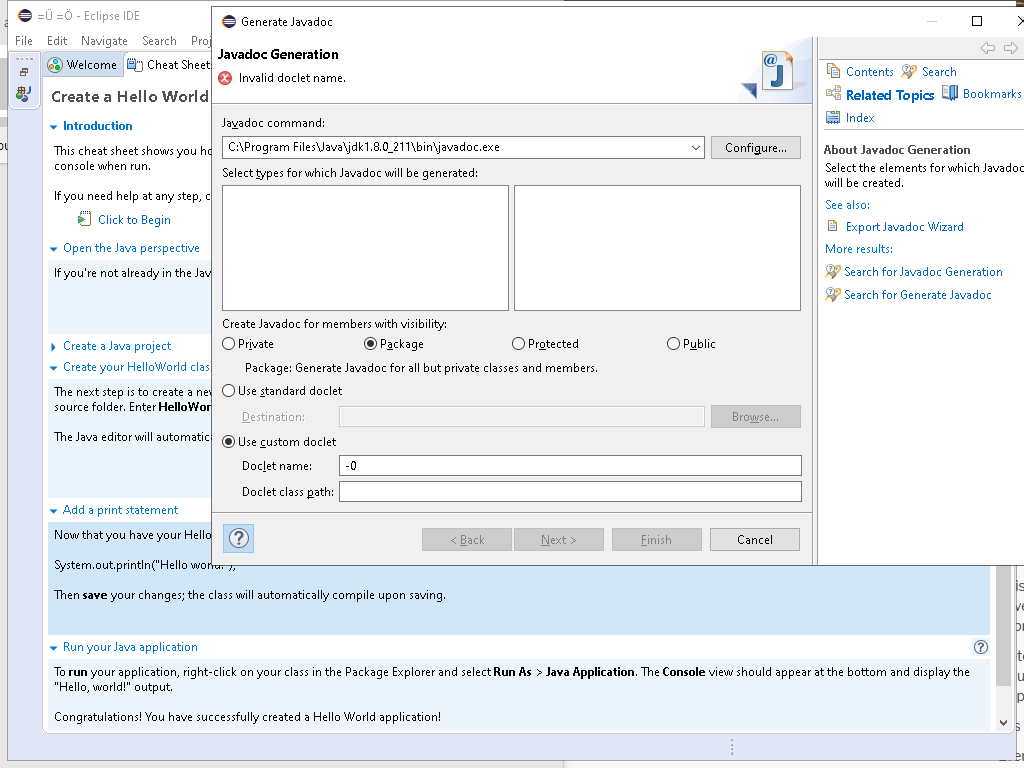 =Ü =Ö - Eclipse IDE
File Edit Navigate Search Proj
Welcome Cheat Sheets
Create a Hello World
Introduction
This cheat sheet shows you ho
console when run.
If you need help at any step, c
Click to Begin
Open the Java perspective
If you're not already in the Jav
Create a Java project
Create your HelloWorld clas
The next step is to create a nev
source folder. Enter HelloWor
The Java editor will automatica
Add a print statement
Now that you have your Hello
System.out.println("Hello world!");
Then save your changes; the class will automatically compile upon saving.
Run your Java application
To run your application, right-click on your class in the Package Explorer and select Run As > Java Application. The Console view should appear at the bottom and display the
"Hello, world!" output.
Congratulations! You have successfully created a Hello World application!
Generate Javadoc
Javadoc Generation
Invalid doclet name.
Javadoc command:
C:\Program Files\Java\jdk1.8.0_211\bin\javadoc.exe Configure...
Select types for which Javadoc will be generated:
Create Javadoc for members with visibility:
Private Package Protected Public
Package: Generate Javadoc for all but private classes and members.
Use standard doclet
Destination: Browse...
Use custom doclet
Doclet name: -0
Doclet class path:
< Back Next > Finish Cancel
Contents Search
Related Topics Bookmarks
Index
About Javadoc Generation
Select the elements for which Javadoc
will be created.
See also:
Export Javadoc Wizard
More results:
Search for Javadoc Generation
Search for Generate Javadoc